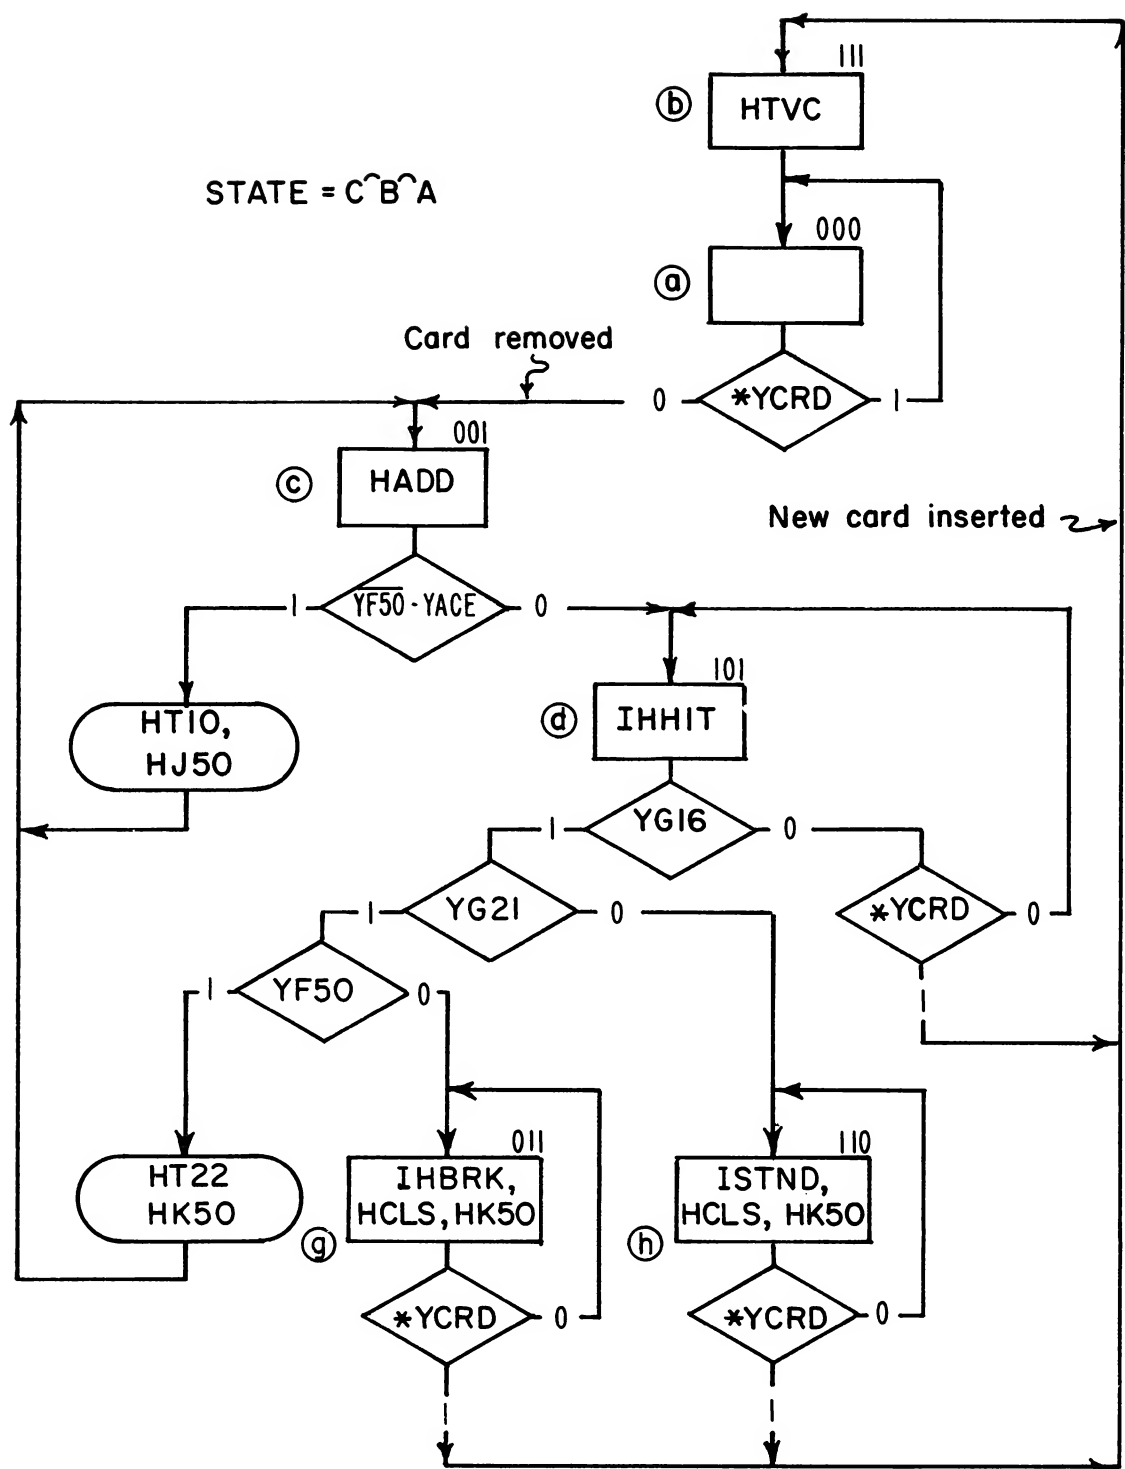 111
ⓑ HTVC
STATE = C⌒B⌒A
000
ⓐ
Card removed
0 *YCRD 1
001
ⓒ HADD
New card inserted
1 Y̅F̅5̅0̅ · YACE 0
101
HT10,
HJ50
ⓓ IHHIT
1 YG16 0
1 YG21 0
*YCRD 0
1 YF50 0
011
110
HT22
HK50
IHBRK,
HCLS, HK50
ⓖ
ISTND,
HCLS, HK50
ⓗ
*YCRD 0
*YCRD 0